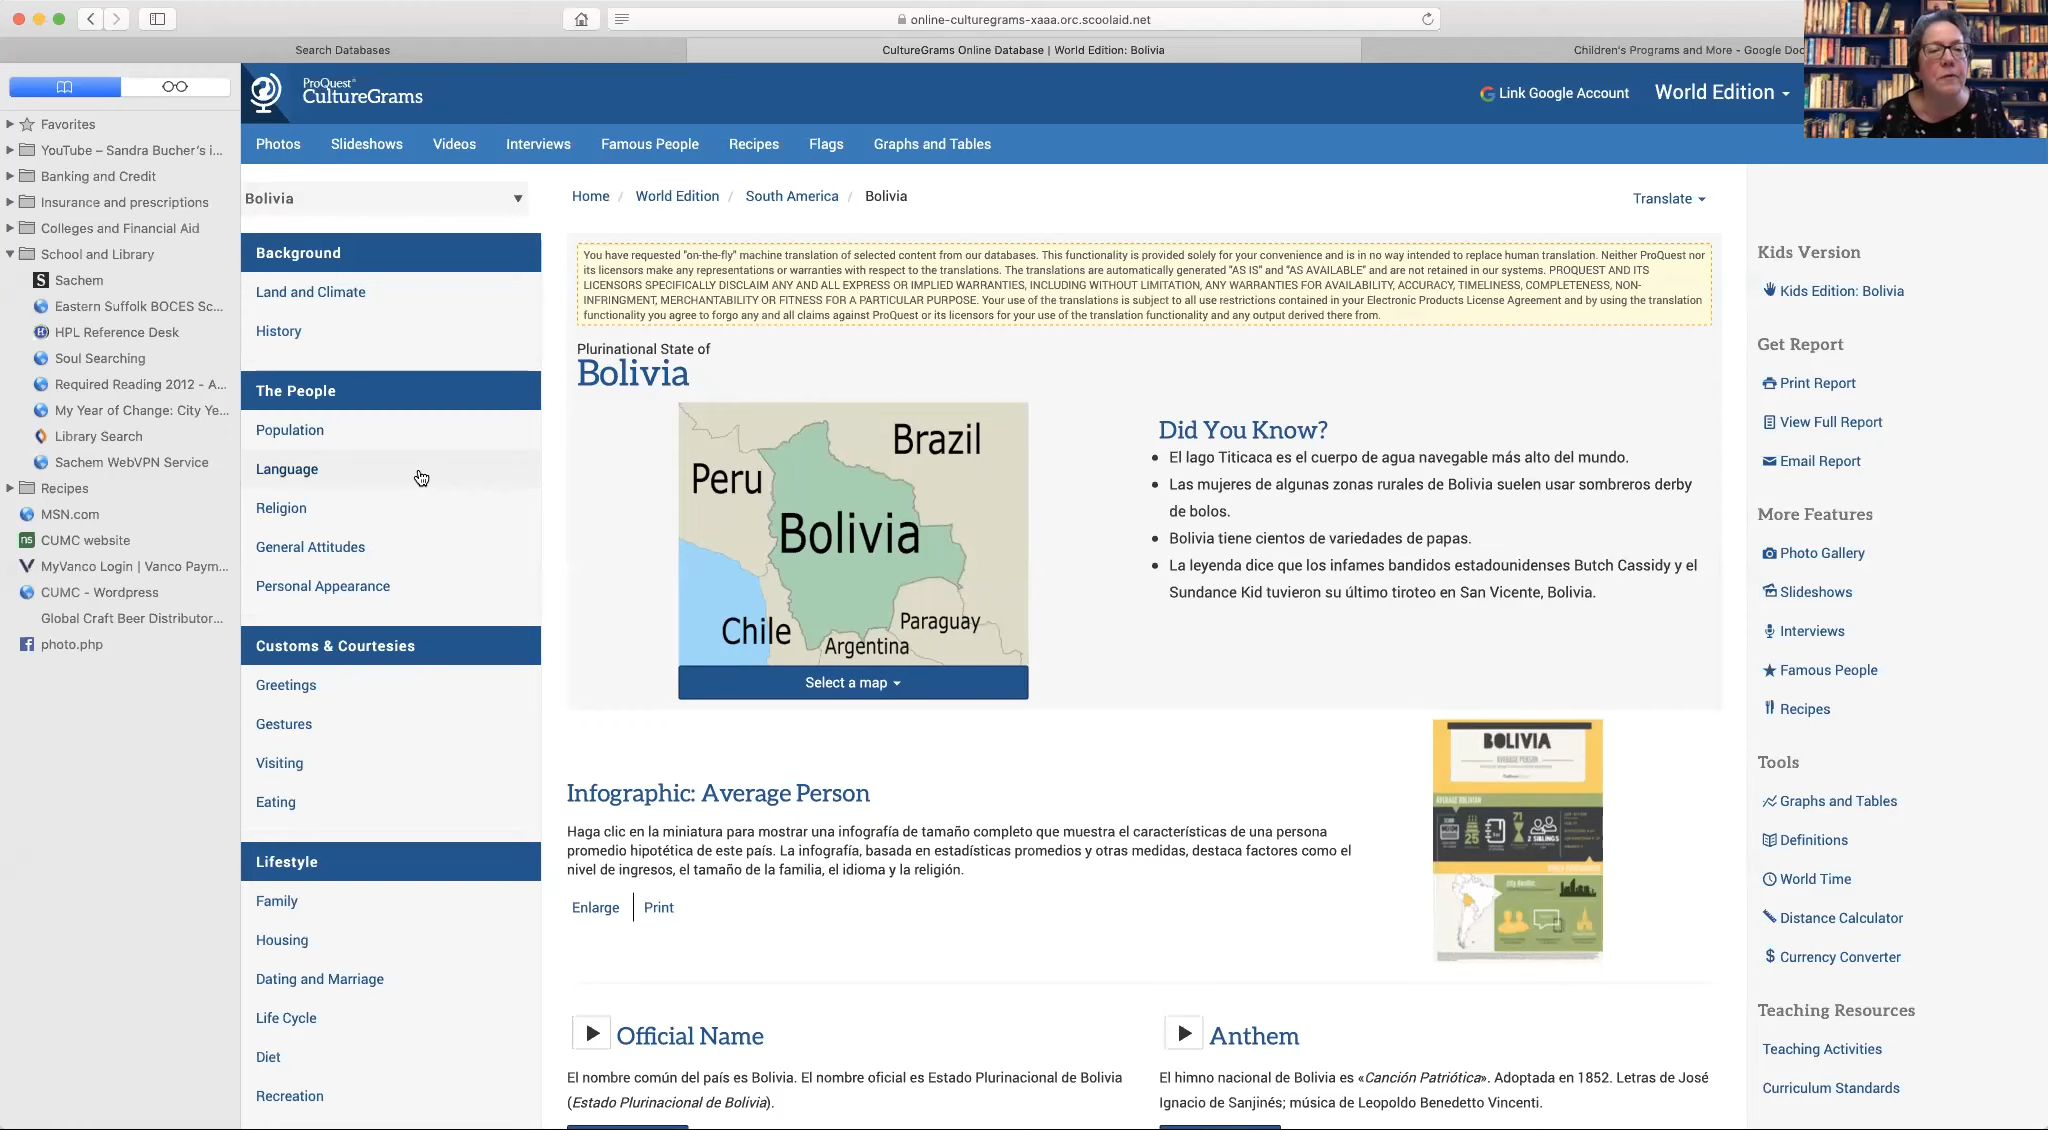 online-culturegrams-xaaa.orc.scoolaid.net
Search Databases
CultureGrams Online Database | World Edition: Bolivia
Children's Programs and More - Google Doc
Favorites
YouTube – Sandra Bucher's i...
Banking and Credit
Insurance and prescriptions
Colleges and Financial Aid
School and Library
Sachem
Eastern Suffolk BOCES Sc...
HPL Reference Desk
Soul Searching
Required Reading 2012 - A...
My Year of Change: City Ye...
Library Search
Sachem WebVPN Service
Recipes
MSN.com
CUMC website
MyVanco Login | Vanco Paym...
CUMC - Wordpress
Global Craft Beer Distributor...
photo.php
ProQuest
CultureGrams
Link Google Account
World Edition
Photos Slideshows Videos Interviews Famous People Recipes Flags Graphs and Tables
Bolivia
Background
Land and Climate
History
The People
Population
Language
Religion
General Attitudes
Personal Appearance
Customs & Courtesies
Greetings
Gestures
Visiting
Eating
Lifestyle
Family
Housing
Dating and Marriage
Life Cycle
Diet
Recreation
Home / World Edition / South America / Bolivia
Translate
You have requested "on-the-fly" machine translation of selected content from our databases. This functionality is provided solely for your convenience and is in no way intended to replace human translation. Neither ProQuest nor
its licensors make any representations or warranties with respect to the translations. The translations are automatically generated "AS IS" and "AS AVAILABLE" and are not retained in our systems. PROQUEST AND ITS
LICENSORS SPECIFICALLY DISCLAIM ANY AND ALL EXPRESS OR IMPLIED WARRANTIES, INCLUDING WITHOUT LIMITATION, ANY WARRANTIES FOR AVAILABILITY, ACCURACY, TIMELINESS, COMPLETENESS, NON-
INFRINGMENT, MERCHANTABILITY OR FITNESS FOR A PARTICULAR PURPOSE. Your use of the translations is subject to all use restrictions contained in your Electronic Products License Agreement and by using the translation
functionality you agree to forgo any and all claims against ProQuest or its licensors for your use of the translation functionality and any output derived there from.
Plurinational State of
Bolivia
Brazil
Peru
Bolivia
Chile
Paraguay
Argentina
Select a map
Did You Know?
El lago Titicaca es el cuerpo de agua navegable más alto del mundo.
Las mujeres de algunas zonas rurales de Bolivia suelen usar sombreros derby
de bolos.
Bolivia tiene cientos de variedades de papas.
La leyenda dice que los infames bandidos estadounidenses Butch Cassidy y el
Sundance Kid tuvieron su último tiroteo en San Vicente, Bolivia.
Infographic: Average Person
Haga clic en la miniatura para mostrar una infografía de tamaño completo que muestra el características de una persona
promedio hipotética de este país. La infografía, basada en estadísticas promedios y otras medidas, destaca factores como el
nivel de ingresos, el tamaño de la familia, el idioma y la religión.
Enlarge Print
BOLIVIA
AVERAGE PERSON
CultureGrams
AVERAGE BOLIVIAN
25
71
2 SIBLINGS
Official Name
El nombre común del país es Bolivia. El nombre oficial es Estado Plurinacional de Bolivia
(Estado Plurinacional de Bolivia).
Anthem
El himno nacional de Bolivia es «Canción Patriótica». Adoptada en 1852. Letras de José
Ignacio de Sanjinés; música de Leopoldo Benedetto Vincenti.
Kids Version
Kids Edition: Bolivia
Get Report
Print Report
View Full Report
Email Report
More Features
Photo Gallery
Slideshows
Interviews
Famous People
Recipes
Tools
Graphs and Tables
Definitions
World Time
Distance Calculator
Currency Converter
Teaching Resources
Teaching Activities
Curriculum Standards